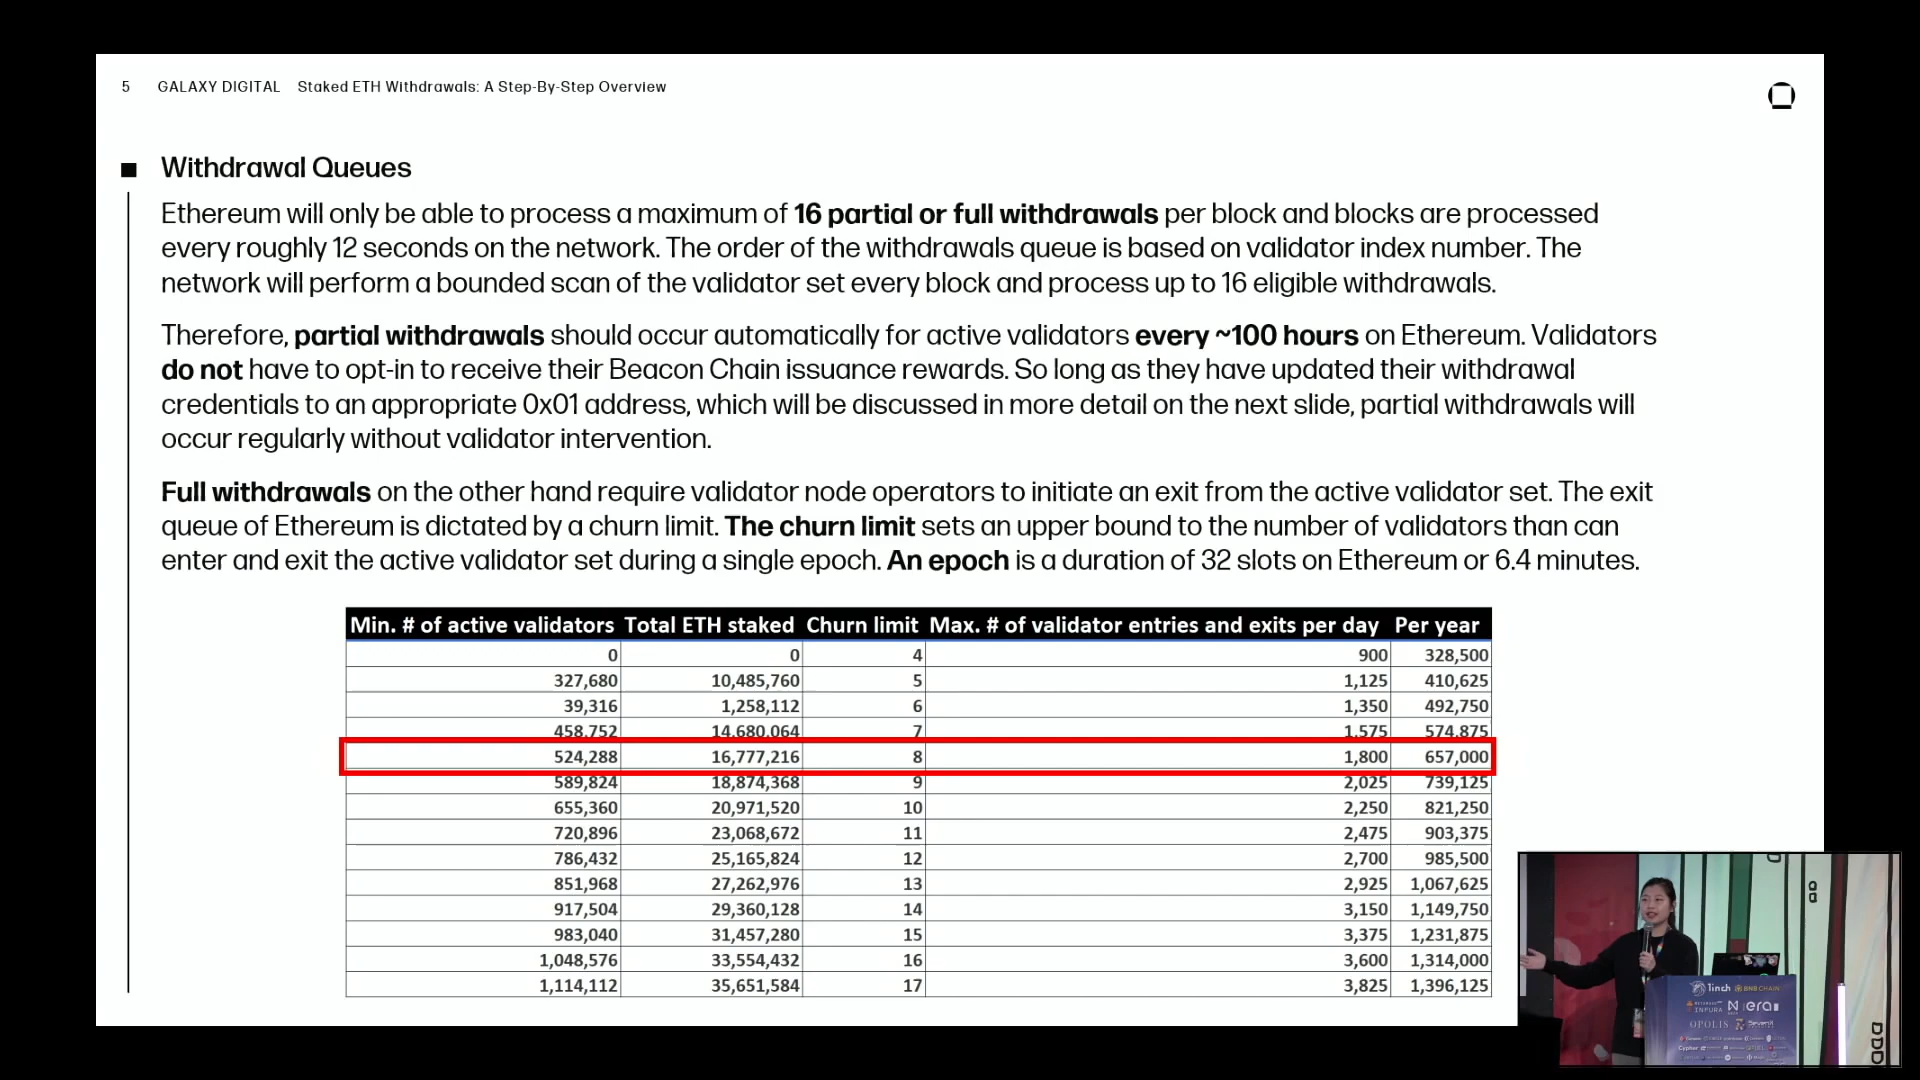 5 GALAXY DIGITAL Staked ETH Withdrawals: A Step-By-Step Overview
Withdrawal Queues
Ethereum will only be able to process a maximum of 16 partial or full withdrawals per block and blocks are processed
every roughly 12 seconds on the network. The order of the withdrawals queue is based on validator index number. The
network will perform a bounded scan of the validator set every block and process up to 16 eligible withdrawals.
Therefore, partial withdrawals should occur automatically for active validators every ~100 hours on Ethereum. Validators
do not have to opt-in to receive their Beacon Chain issuance rewards. So long as they have updated their withdrawal
credentials to an appropriate 0x01 address, which will be discussed in more detail on the next slide, partial withdrawals will
occur regularly without validator intervention.
Full withdrawals on the other hand require validator node operators to initiate an exit from the active validator set. The exit
queue of Ethereum is dictated by a churn limit. The churn limit sets an upper bound to the number of validators than can
enter and exit the active validator set during a single epoch. An epoch is a duration of 32 slots on Ethereum or 6.4 minutes.
Min. # of active validators Total ETH staked Churn limit Max. # of validator entries and exits per day Per year
0 0 4 900 328,500
327,680 10,485,760 5 1,125 410,625
39,316 1,258,112 6 1,350 492,750
458,752 14,680,064 7 1,575 574,875
524,288 16,777,216 8 1,800 657,000
589,824 18,874,368 9 2,025 739,125
655,360 20,971,520 10 2,250 821,250
720,896 23,068,672 11 2,475 903,375
786,432 25,165,824 12 2,700 985,500
851,968 27,262,976 13 2,925 1,067,625
917,504 29,360,128 14 3,150 1,149,750
983,040 31,457,280 15 3,375 1,231,875
1,048,576 33,554,432 16 3,600 1,314,000
1,114,112 35,651,584 17 3,825 1,396,125
1inch BNB CHAIN
INFURA
OPOLIS